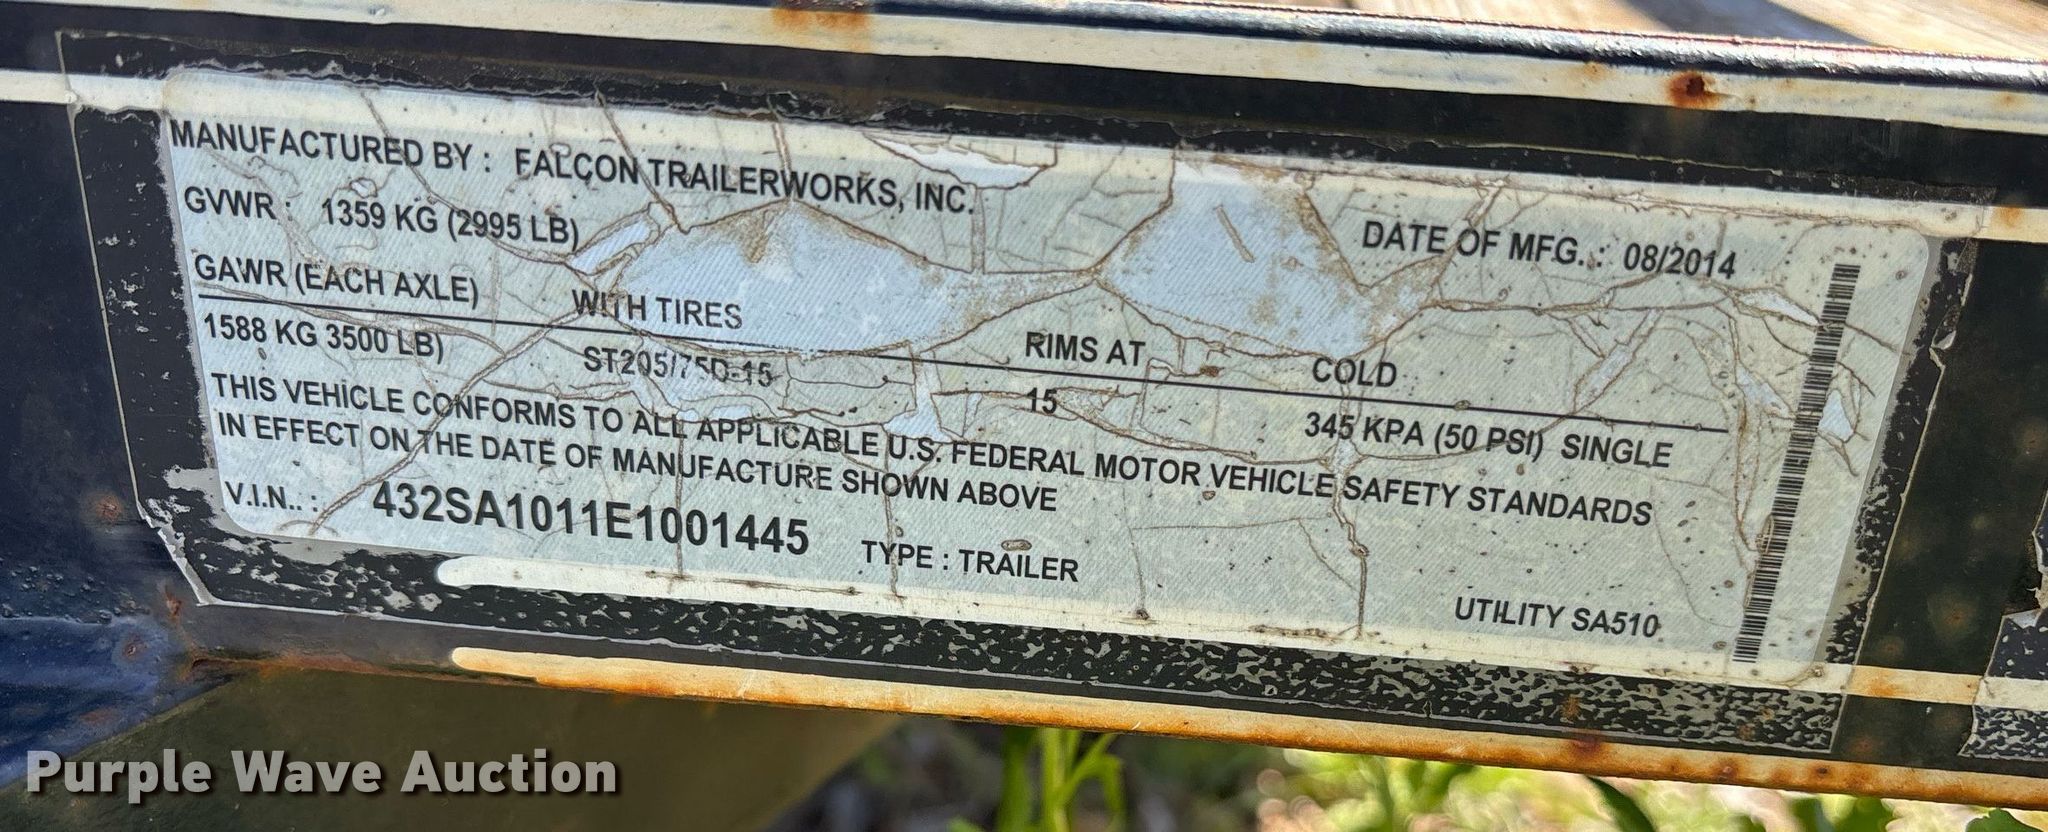 MANUFACTURED BY : FALCON TRAILERWORKS, INC.
GVWR : 1359 KG (2995 LB)
DATE OF MFG. : 08/2014
GAWR (EACH AXLE) WITH TIRES RIMS AT COLD
1588 KG 3500 LB) ST205/75D-15 15 345 KPA (50 PSI) SINGLE
THIS VEHICLE CONFORMS TO ALL APPLICABLE U.S. FEDERAL MOTOR VEHICLE SAFETY STANDARDS
IN EFFECT ON THE DATE OF MANUFACTURE SHOWN ABOVE
V.I.N.. : 432SA1011E1001445 TYPE : TRAILER
UTILITY SA510
Purple Wave Auction